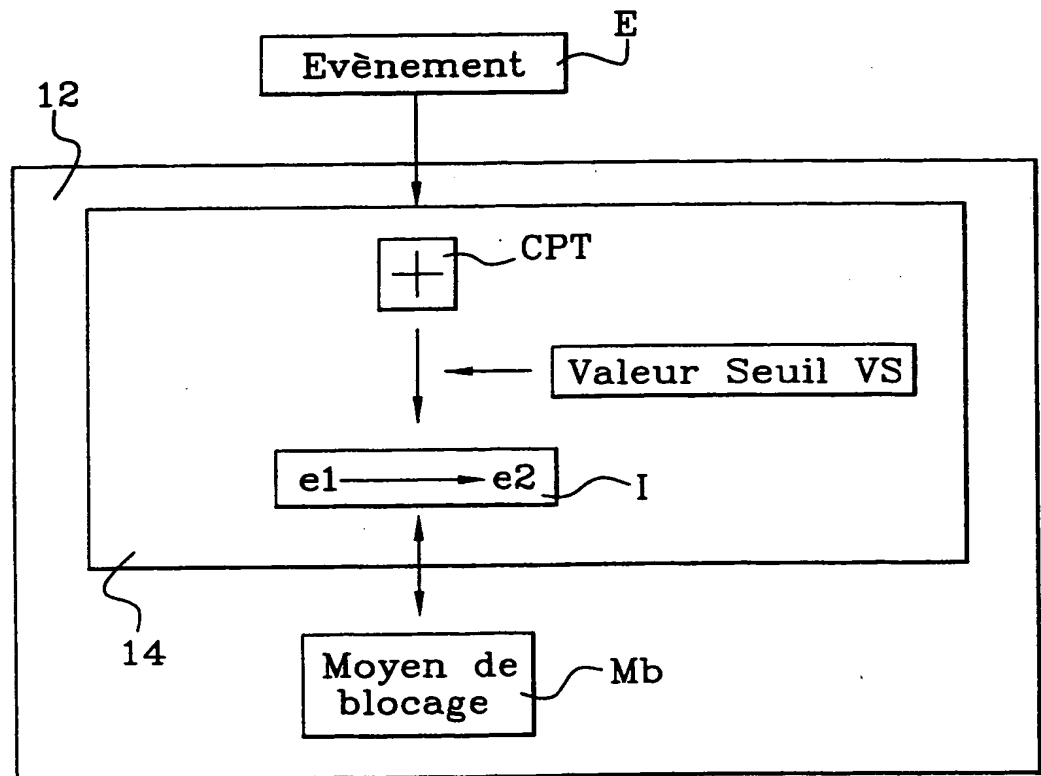 E
Evènement
12
CPT
Valeur Seuil VS
e1 e2
I
14
Moyen de
blocage
Mb